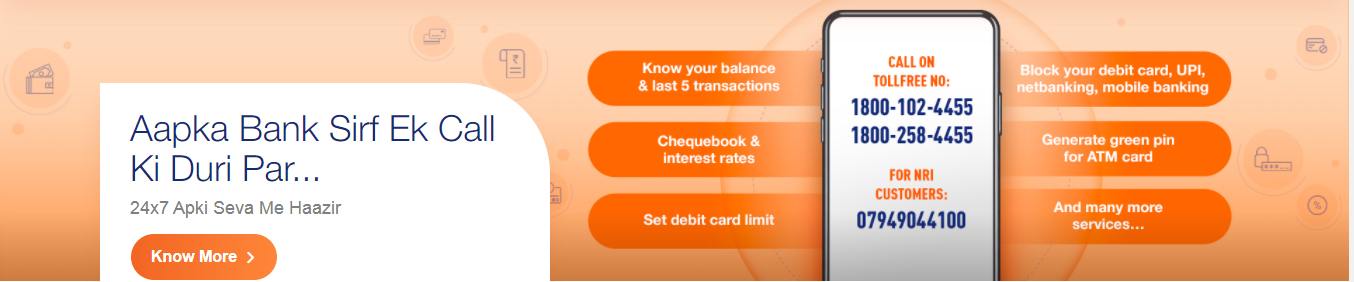 Aapka Bank Sirf Ek Call
Ki Duri Par...
24x7 Apki Seva Me Haazir
Know More
Know your balance
& last 5 transactions
Chequebook &
interest rates
Set debit card limit
CALL ON
TOLLFREE NO:
1800-102-4455
1800-258-4455
FOR NRI
CUSTOMERS:
07949044100
Block your debit card, UPI,
netbanking, mobile banking
Generate green pin
for ATM card
And many more
services...